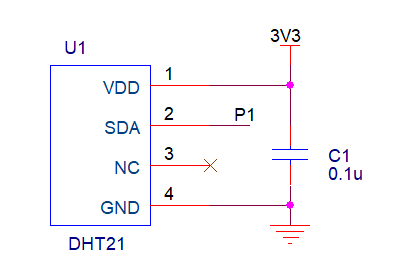 3V3
U1
VDD 1
SDA 2 P1
NC 3
GND 4
C1
0.1u
DHT21